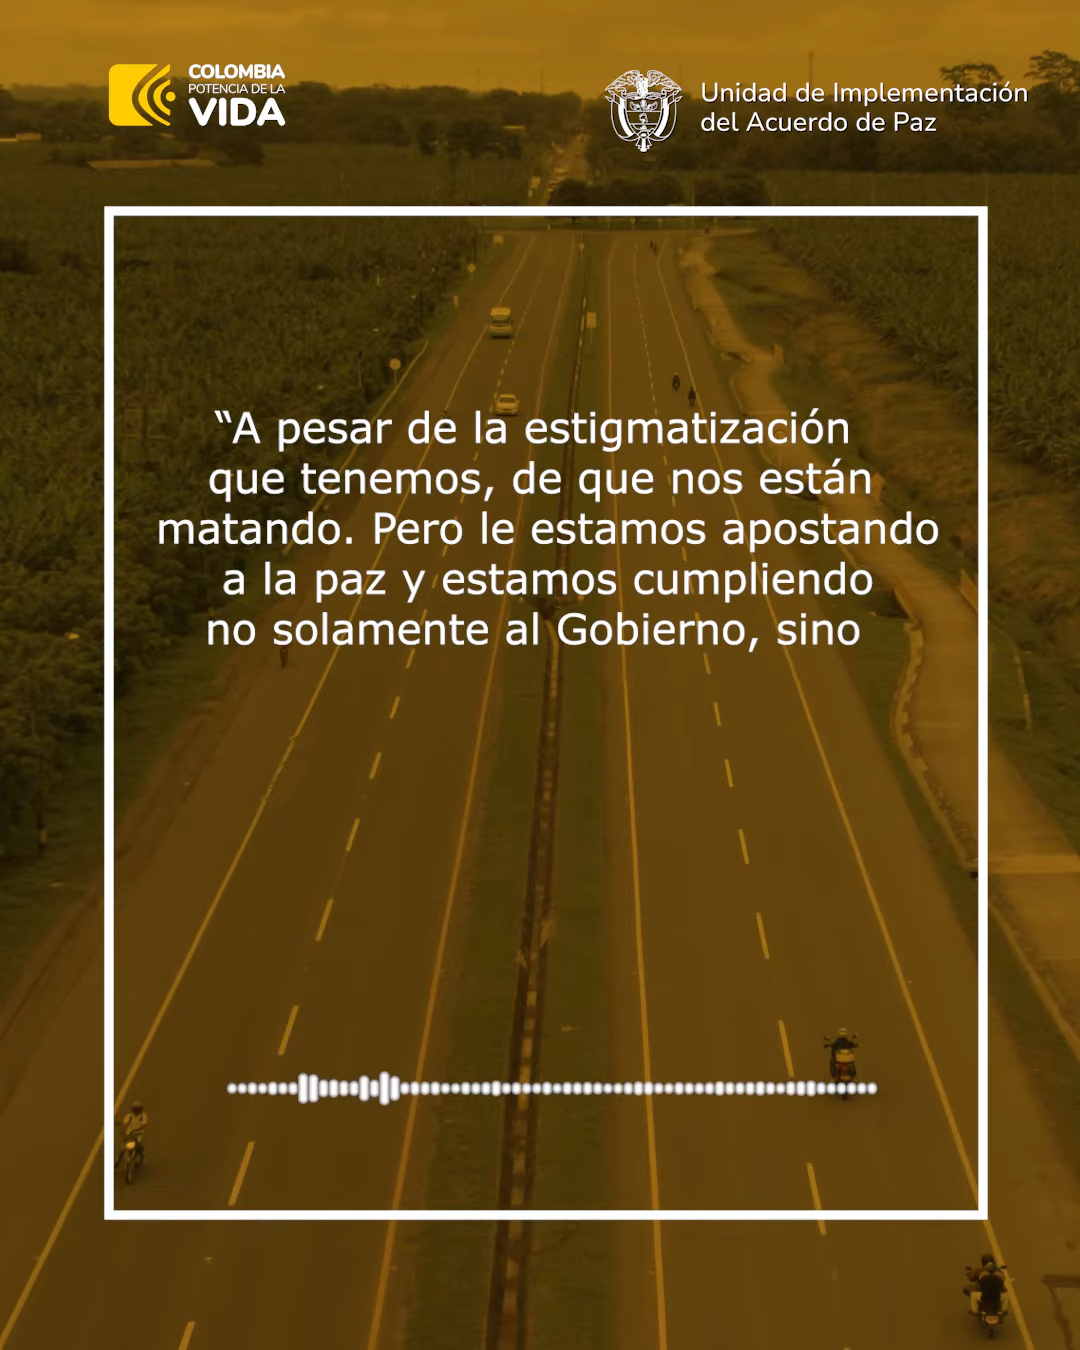 COLOMBIA
POTENCIA DE LA
VIDA
Unidad de Implementación
del Acuerdo de Paz
“A pesar de la estigmatización
que tenemos, de que nos están
matando. Pero le estamos apostando
a la paz y estamos cumpliendo
no solamente al Gobierno, sino